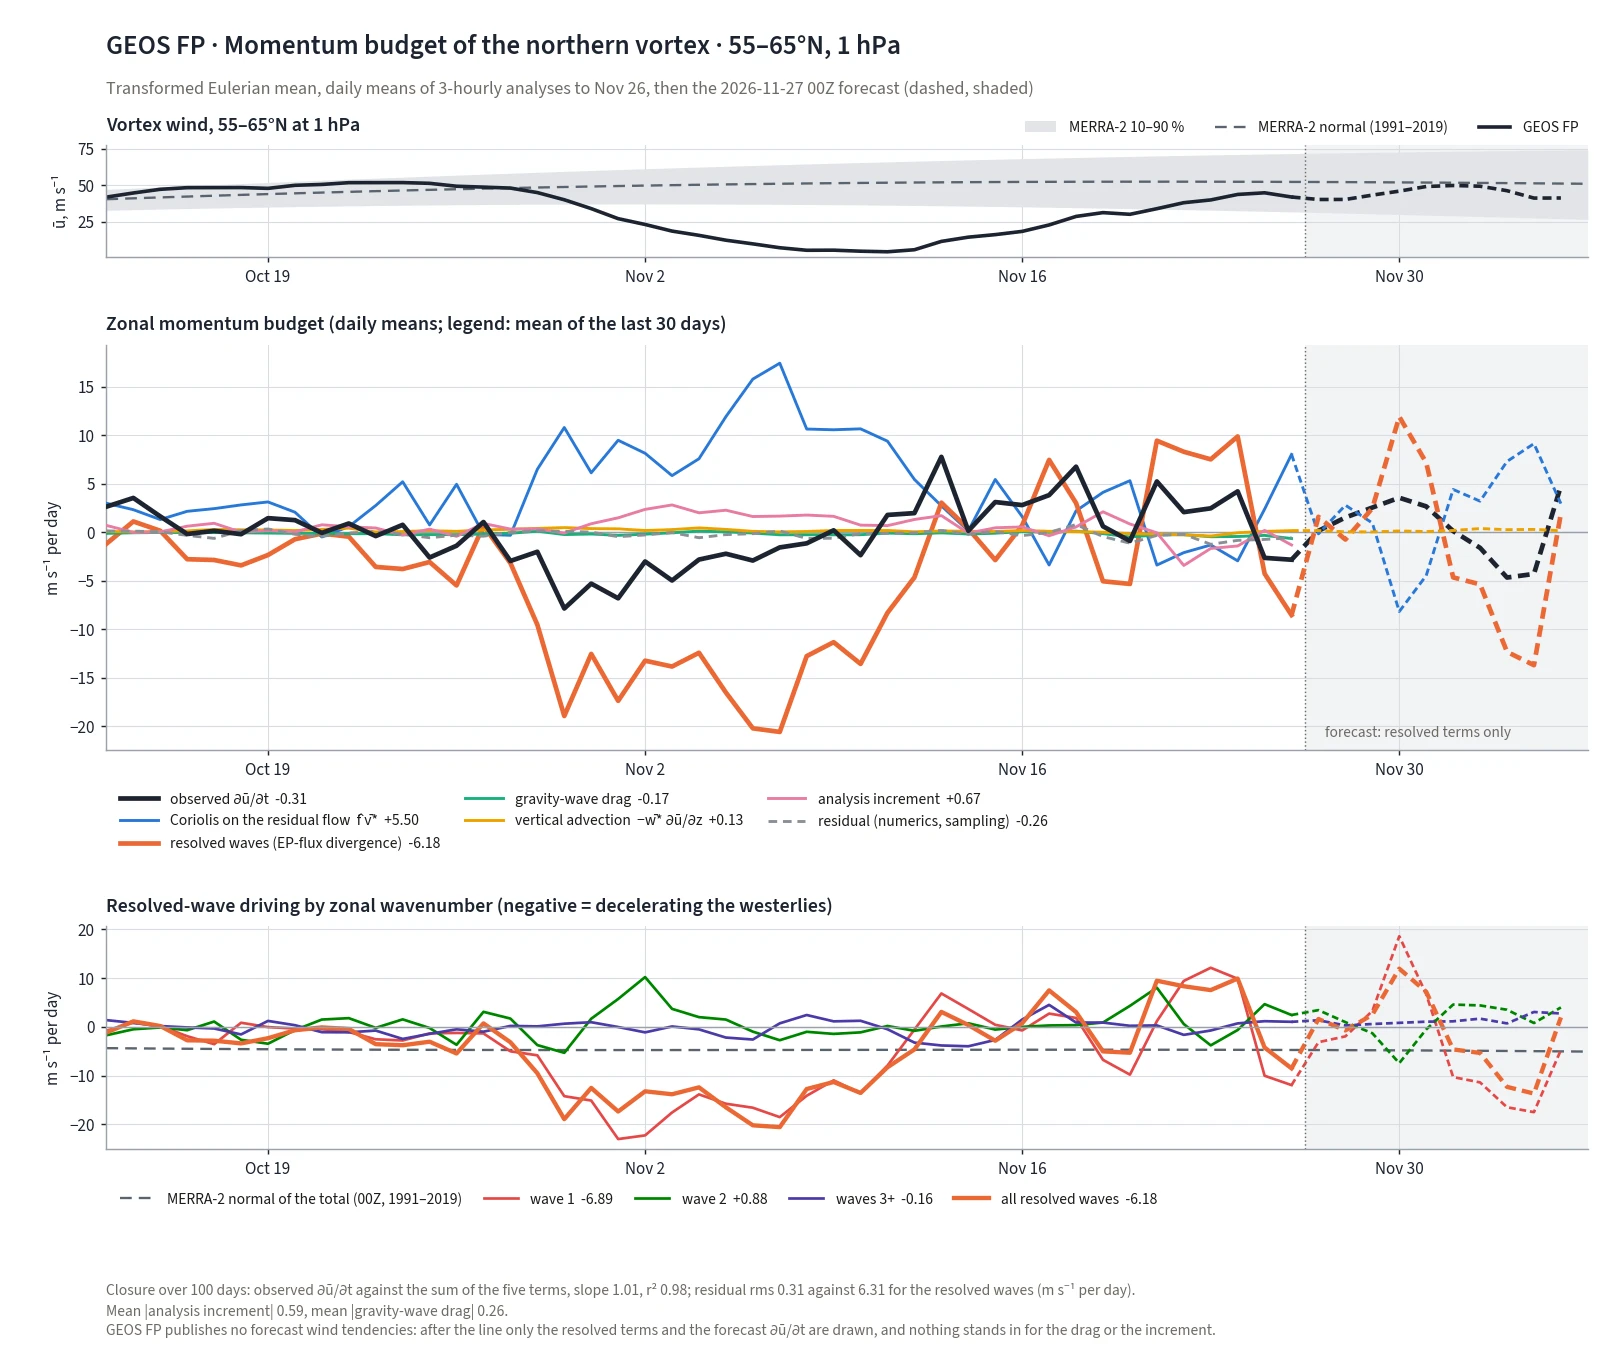 GEOS FP · Momentum budget of the northern vortex · 55–65°N, 1 hPa
Transformed Eulerian mean, daily means of 3-hourly analyses to Nov 26, then the 2026-11-27 00Z forecast (dashed, shaded)
Vortex wind, 55–65°N at 1 hPa
MERRA-2 10–90 %
MERRA-2 normal (1991–2019)
GEOS FP
75
50
25
ū, m s⁻¹
Oct 19
Nov 2
Nov 16
Nov 30
Zonal momentum budget (daily means; legend: mean of the last 30 days)
15
10
5
0
−5
−10
−15
−20
m s⁻¹ per day
forecast: resolved terms only
Oct 19
Nov 2
Nov 16
Nov 30
observed ∂ū/∂t -0.31
gravity-wave drag -0.17
analysis increment +0.67
Coriolis on the residual flow f v̄* +5.50
vertical advection −w̄* ∂ū/∂z +0.13
residual (numerics, sampling) -0.26
resolved waves (EP-flux divergence) -6.18
Resolved-wave driving by zonal wavenumber (negative = decelerating the westerlies)
20
10
0
−10
−20
m s⁻¹ per day
Oct 19
Nov 2
Nov 16
Nov 30
MERRA-2 normal of the total (00Z, 1991–2019)
wave 1 -6.89
wave 2 +0.88
waves 3+ -0.16
all resolved waves -6.18
Closure over 100 days: observed ∂ū/∂t against the sum of the five terms, slope 1.01, r² 0.98; residual rms 0.31 against 6.31 for the resolved waves (m s⁻¹ per day).
Mean |analysis increment| 0.59, mean |gravity-wave drag| 0.26.
GEOS FP publishes no forecast wind tendencies: after the line only the resolved terms and the forecast ∂ū/∂t are drawn, and nothing stands in for the drag or the increment.